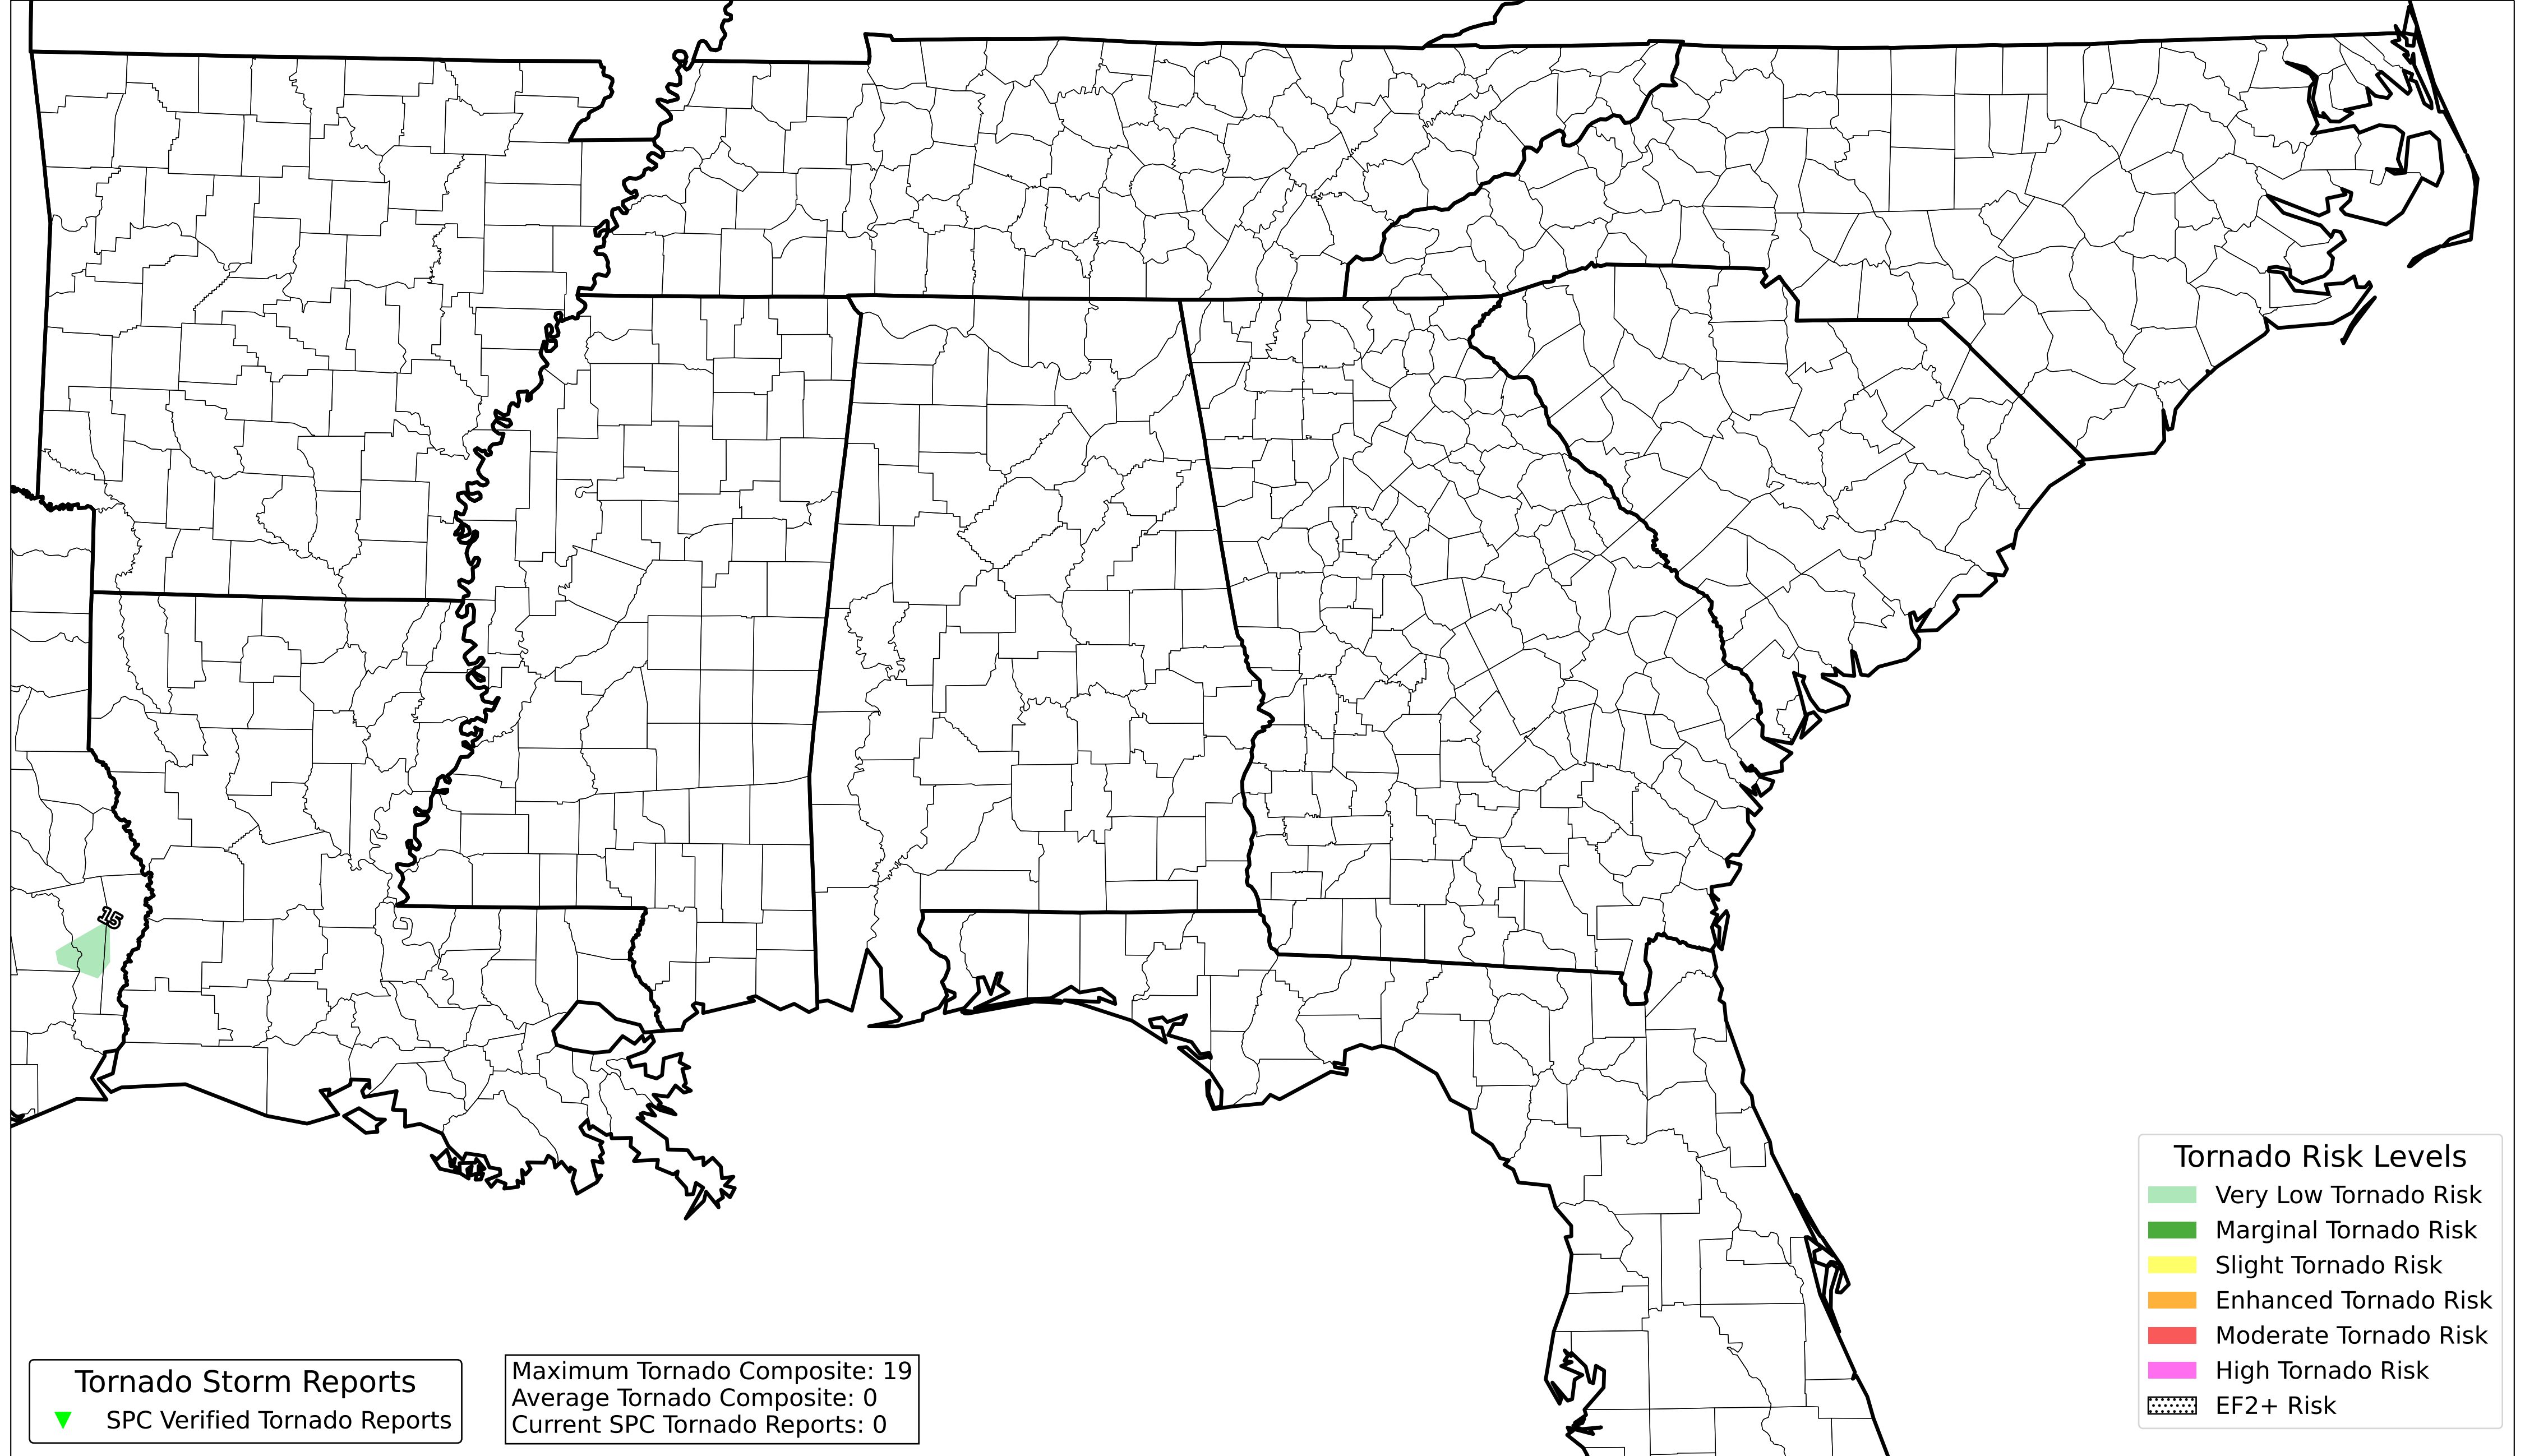 15
Tornado Risk Levels
Very Low Tornado Risk
Marginal Tornado Risk
Slight Tornado Risk
Enhanced Tornado Risk
Moderate Tornado Risk
High Tornado Risk
EF2+ Risk
Tornado Storm Reports
SPC Verified Tornado Reports
Maximum Tornado Composite: 19
Average Tornado Composite: 0
Current SPC Tornado Reports: 0